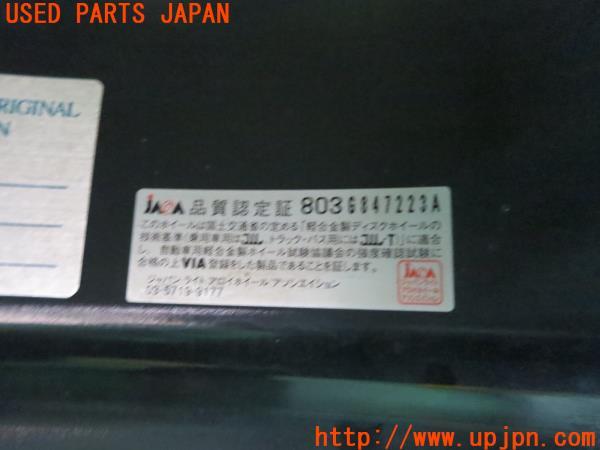 USED PARTS JAPAN
RIGINAL
N
JAWA 品質認定証 803G847223A
このホイールは国土交通省の定める「軽合金製ディスクホイールの
技術基準（乗用車用にはJWL トラック・バス用にはJWL-T）」に適合
し、自動車用軽合金製ホイール試験協議会の強度確認試験に
合格の上VIA登録をした製品であることを証します。
ジャパン ライト アロイホイール アソシエイション
03-5719-9177
JAWA
http://www.upjpn.com/